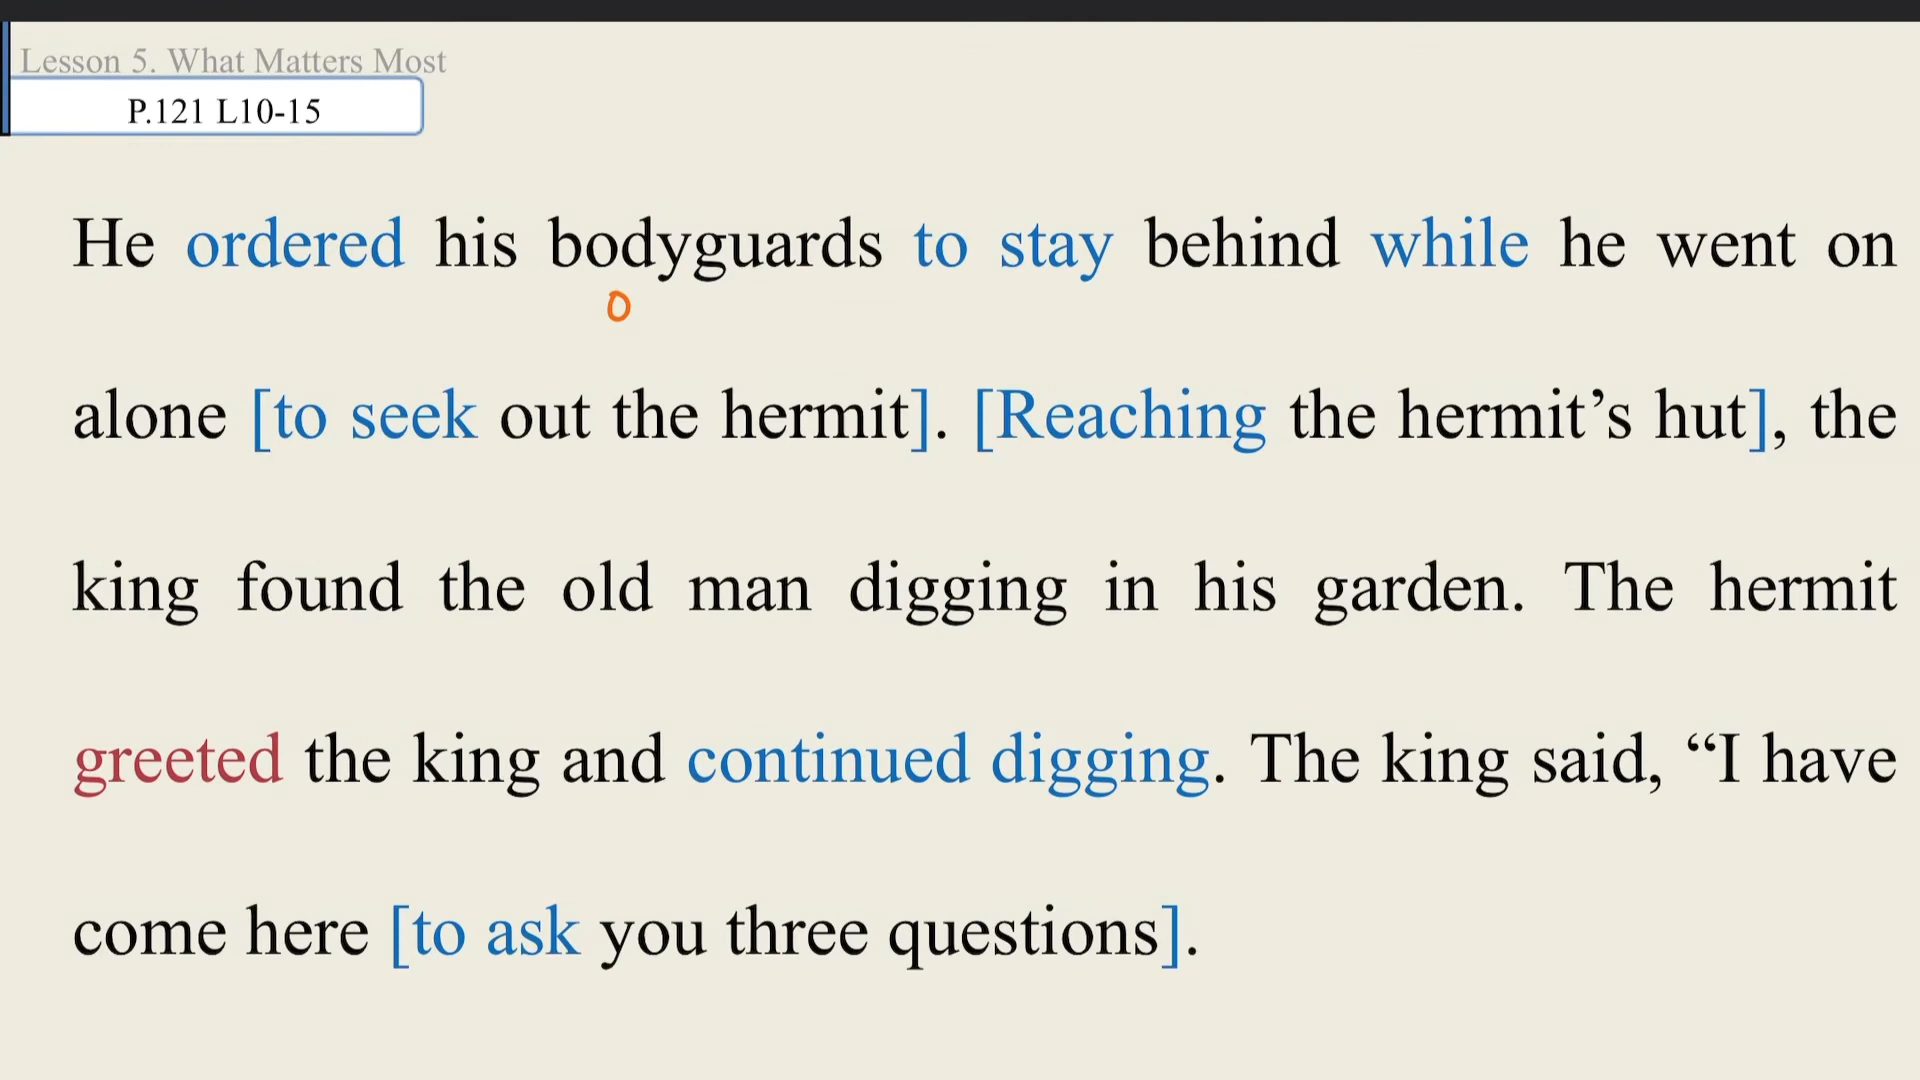 Lesson 5. What Matters Most
P.121 L10-15
He ordered his bodyguards to stay behind while he went on
O
alone [to seek out the hermit]. [Reaching the hermit’s hut], the
king found the old man digging in his garden. The hermit
greeted the king and continued digging. The king said, “I have
come here [to ask you three questions].